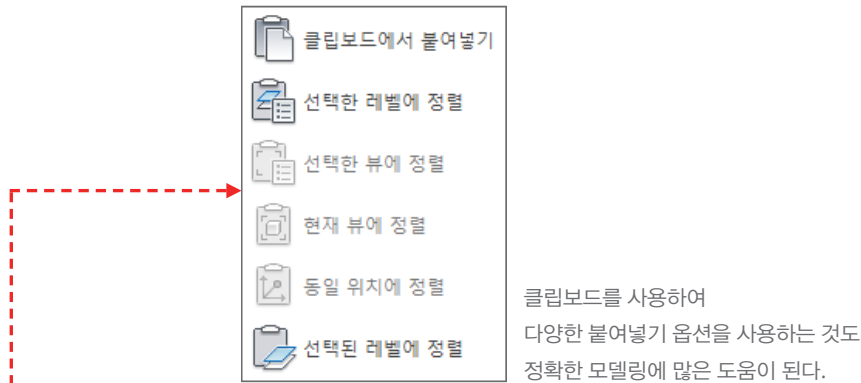 클립보드에서 붙여넣기
선택한 레벨에 정렬
선택한 뷰에 정렬
현재 뷰에 정렬
동일 위치에 정렬
선택된 레벨에 정렬
클립보드를 사용하여
다양한 붙여넣기 옵션을 사용하는 것도
정확한 모델링에 많은 도움이 된다.